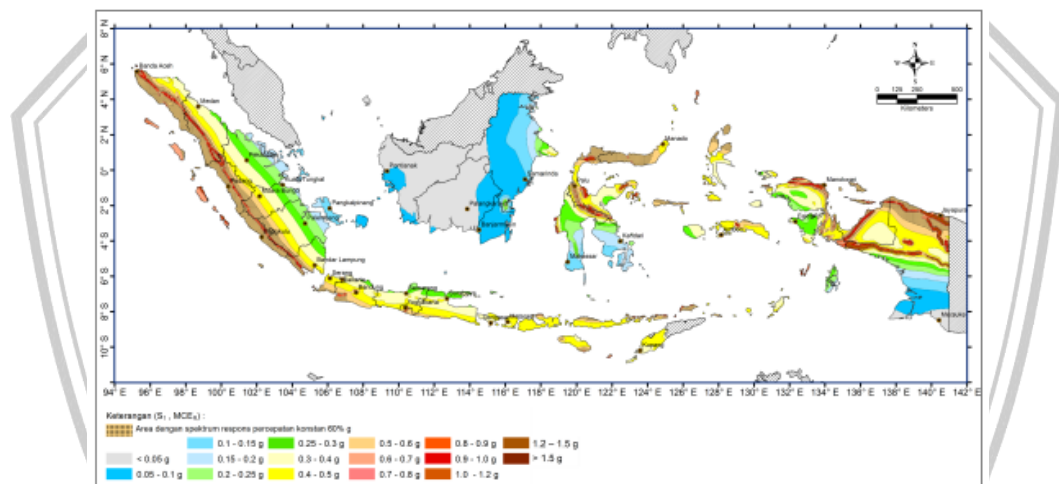 8° N
6° N
4° N
2° N
0°
2° S
4° S
6° S
8° S
10° S
94° E 96° E 98° E 100° E 102° E 104° E 106° E 108° E 110° E 112° E 114° E 116° E 118° E 120° E 122° E 124° E 126° E 128° E 130° E 132° E 134° E 136° E 138° E 140° E 142° E
N
W E
S
Kilometers
Banda Aceh
Medan
Manado
Pontianak
Samarinda
Palu
Manokwari
Jayapura
Padang
Pangkalpinang
Palembang
Kendari
Bandar Lampung
Makassar
Serang
Merauke
Kupang
Keterangan (S₁ , MCEᵣ) :
Area dengan spektrum respons percepatan konstan 60% g
< 0.05 g
0.05 - 0.1 g
0.1 - 0.15 g
0.15 - 0.2 g
0.2 - 0.25 g
0.25 - 0.3 g
0.3 - 0.4 g
0.4 - 0.5 g
0.5 - 0.6 g
0.6 - 0.7 g
0.7 - 0.8 g
0.8 - 0.9 g
0.9 - 1.0 g
1.0 - 1.2 g
1.2 – 1.5 g
> 1.5 g